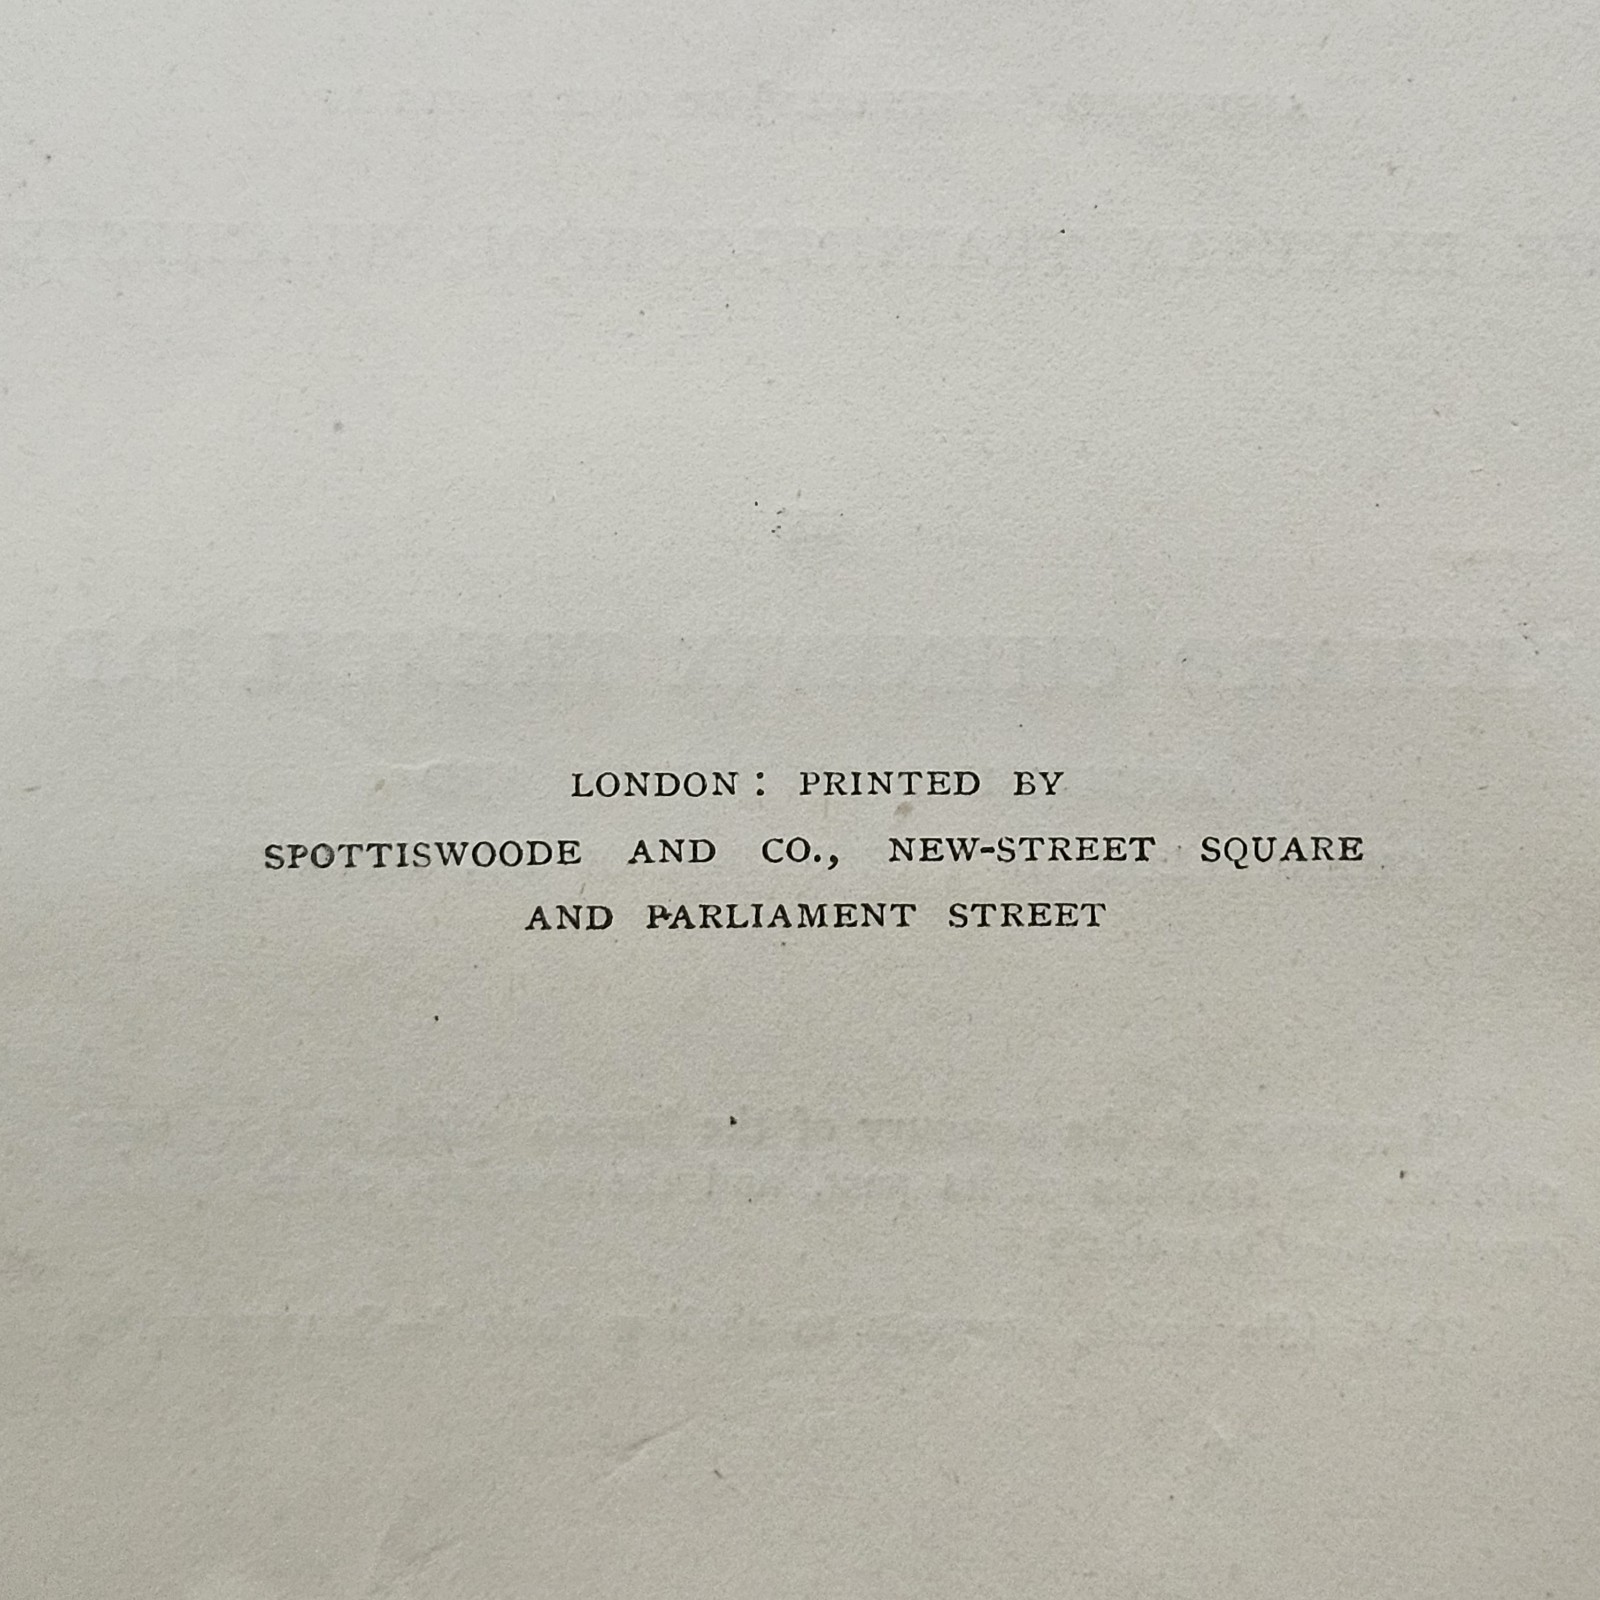 LONDON : PRINTED BY
SPOTTISWOODE AND CO., NEW-STREET SQUARE
AND PARLIAMENT STREET